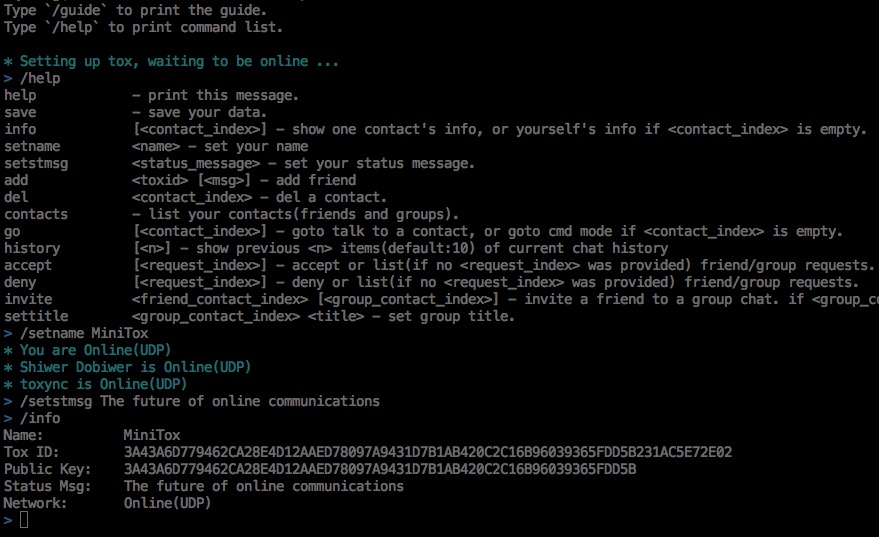 Type `/guide` to print the guide.
Type `/help` to print command list.
* Setting up tox, waiting to be online ...
> /help
help – print this message.
save – save your data.
info [<contact_index>] – show one contact's info, or yourself's info if <contact_index> is empty.
setname <name> – set your name
setstmsg <status_message> – set your status message.
add <toxid> [<msg>] – add friend
del <contact_index> – del a contact.
contacts – list your contacts(friends and groups).
go [<contact_index>] – goto talk to a contact, or goto cmd mode if <contact_index> is empty.
history [<n>] – show previous <n> items(default:10) of current chat history
accept [<request_index>] – accept or list(if no <request_index> was provided) friend/group requests.
deny [<request_index>] – deny or list(if no <request_index> was provided) friend/group requests.
invite <friend_contact_index> [<group_contact_index>] – invite a friend to a group chat. if <group_co
settitle <group_contact_index> <title> – set group title.
> /setname MiniTox
* You are Online(UDP)
* Shiwer Dobiwer is Online(UDP)
* toxync is Online(UDP)
> /setstmsg The future of online communications
> /info
Name: MiniTox
Tox ID: 3A43A6D779462CA28E4D12AAED78097A9431D7B1AB420C2C16B96039365FDD5B231AC5E72E02
Public Key: 3A43A6D779462CA28E4D12AAED78097A9431D7B1AB420C2C16B96039365FDD5B
Status Msg: The future of online communications
Network: Online(UDP)
>